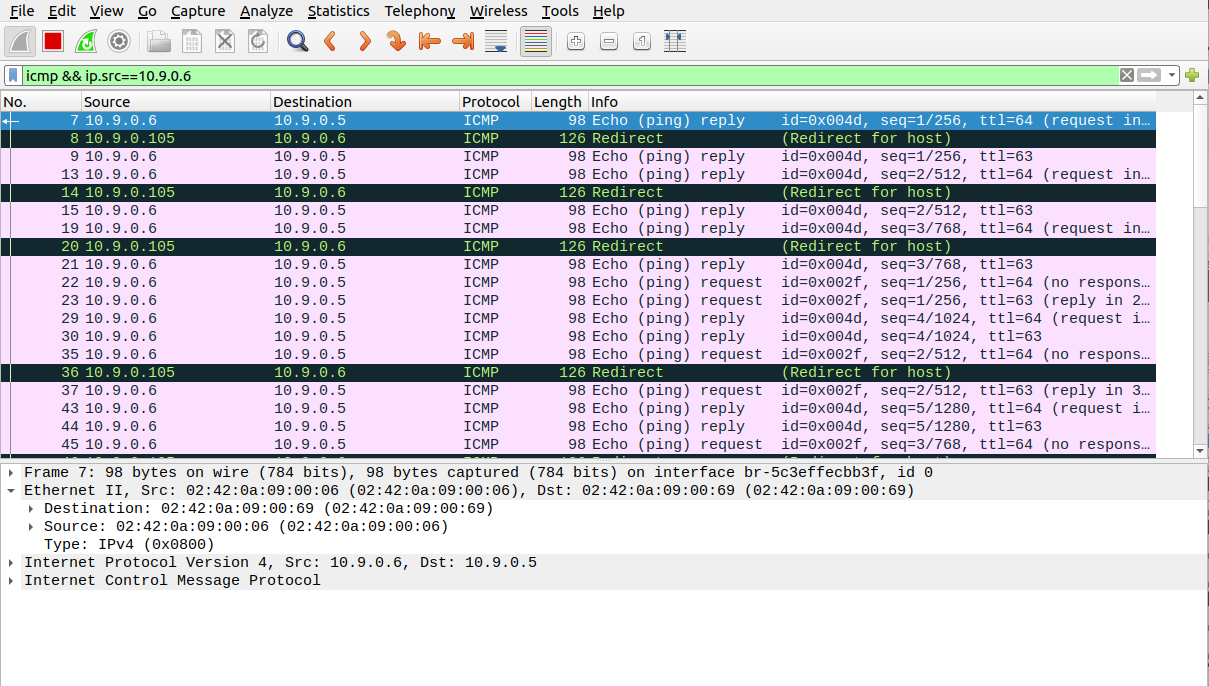 File Edit View Go Capture Analyze Statistics Telephony Wireless Tools Help
icmp && ip.src==10.9.0.6
No. Source Destination Protocol Length Info
7 10.9.0.6 10.9.0.5 ICMP 98 Echo (ping) reply id=0x004d, seq=1/256, ttl=64 (request in…
8 10.9.0.105 10.9.0.6 ICMP 126 Redirect (Redirect for host)
9 10.9.0.6 10.9.0.5 ICMP 98 Echo (ping) reply id=0x004d, seq=1/256, ttl=63
13 10.9.0.6 10.9.0.5 ICMP 98 Echo (ping) reply id=0x004d, seq=2/512, ttl=64 (request in…
14 10.9.0.105 10.9.0.6 ICMP 126 Redirect (Redirect for host)
15 10.9.0.6 10.9.0.5 ICMP 98 Echo (ping) reply id=0x004d, seq=2/512, ttl=63
19 10.9.0.6 10.9.0.5 ICMP 98 Echo (ping) reply id=0x004d, seq=3/768, ttl=64 (request in…
20 10.9.0.105 10.9.0.6 ICMP 126 Redirect (Redirect for host)
21 10.9.0.6 10.9.0.5 ICMP 98 Echo (ping) reply id=0x004d, seq=3/768, ttl=63
22 10.9.0.6 10.9.0.5 ICMP 98 Echo (ping) request id=0x002f, seq=1/256, ttl=64 (no respons…
23 10.9.0.6 10.9.0.5 ICMP 98 Echo (ping) request id=0x002f, seq=1/256, ttl=63 (reply in 2…
29 10.9.0.6 10.9.0.5 ICMP 98 Echo (ping) reply id=0x004d, seq=4/1024, ttl=64 (request i…
30 10.9.0.6 10.9.0.5 ICMP 98 Echo (ping) reply id=0x004d, seq=4/1024, ttl=63
35 10.9.0.6 10.9.0.5 ICMP 98 Echo (ping) request id=0x002f, seq=2/512, ttl=64 (no respons…
36 10.9.0.105 10.9.0.6 ICMP 126 Redirect (Redirect for host)
37 10.9.0.6 10.9.0.5 ICMP 98 Echo (ping) request id=0x002f, seq=2/512, ttl=63 (reply in 3…
43 10.9.0.6 10.9.0.5 ICMP 98 Echo (ping) reply id=0x004d, seq=5/1280, ttl=64 (request i…
44 10.9.0.6 10.9.0.5 ICMP 98 Echo (ping) reply id=0x004d, seq=5/1280, ttl=63
45 10.9.0.6 10.9.0.5 ICMP 98 Echo (ping) request id=0x002f, seq=3/768, ttl=64 (no respons…
Frame 7: 98 bytes on wire (784 bits), 98 bytes captured (784 bits) on interface br-5c3effecbb3f, id 0
Ethernet II, Src: 02:42:0a:09:00:06 (02:42:0a:09:00:06), Dst: 02:42:0a:09:00:69 (02:42:0a:09:00:69)
Destination: 02:42:0a:09:00:69 (02:42:0a:09:00:69)
Source: 02:42:0a:09:00:06 (02:42:0a:09:00:06)
Type: IPv4 (0x0800)
Internet Protocol Version 4, Src: 10.9.0.6, Dst: 10.9.0.5
Internet Control Message Protocol